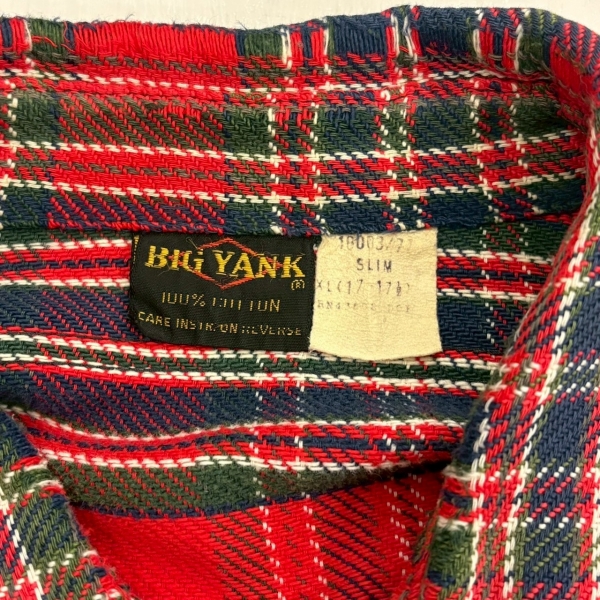 BIG YANK
®
100% COTTON
CARE INSTR. ON REVERSE
SLIM
XL (17 17½)